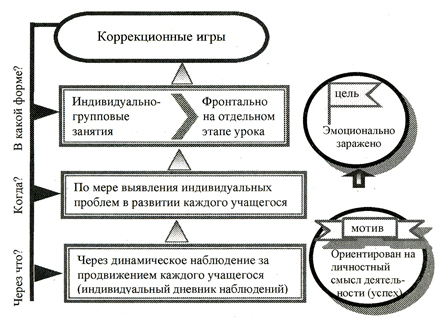 Коррекционные игры
В какой форме?
Индивидуально-
групповые
занятия
Фронтально
на отдельном
этапе урока
цель
Эмоционально
заражено
Когда?
По мере выявления индивидуальных
проблем в развитии каждого учащегося
мотив
Ориентирован на
личностный
смысл деятель-
ности (успех)
Через что?
Через динамическое наблюдение за
продвижением каждого учащегося
(индивидуальный дневник наблюдений)